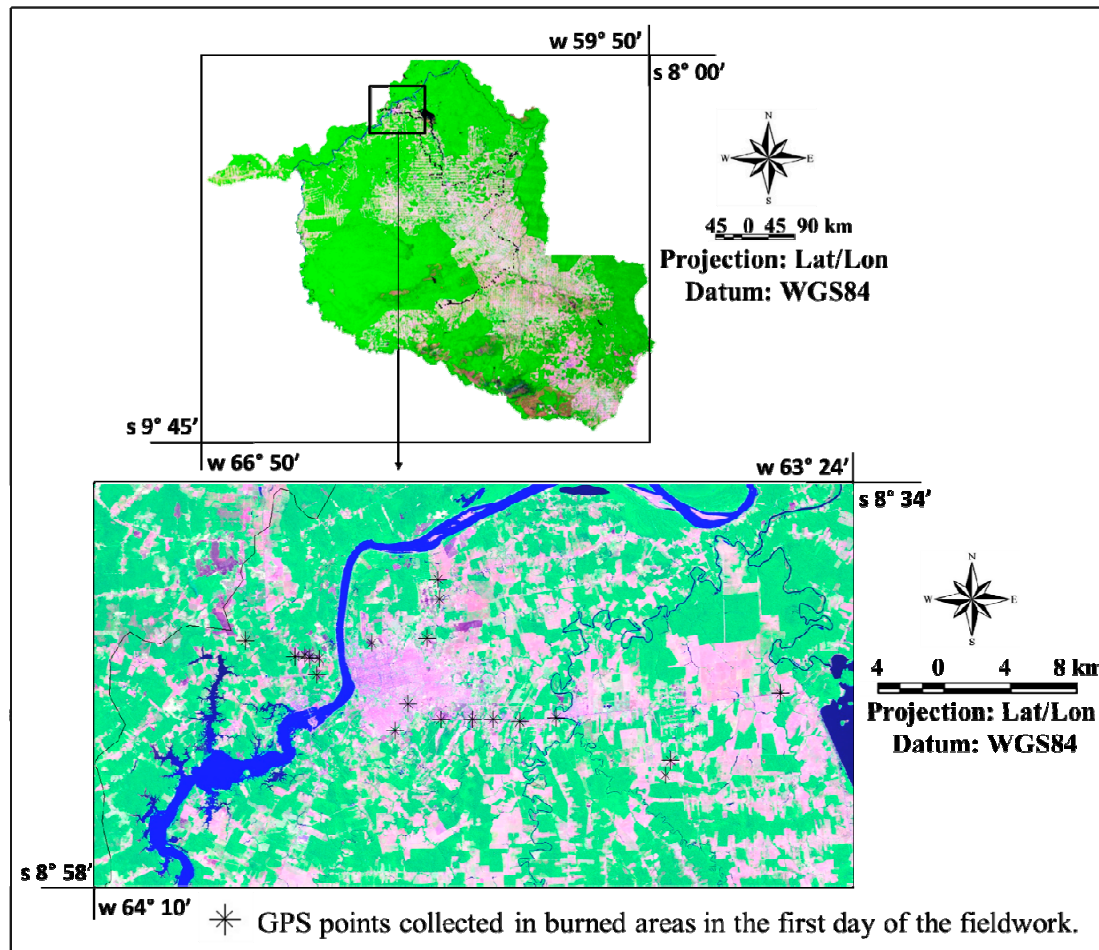 w 59° 50'
s 8° 00'
N
W E
S
45 0 45 90 km
Projection: Lat/Lon
Datum: WGS84
s 9° 45'
w 66° 50'
w 63° 24'
s 8° 34'
N
W E
S
4 0 4 8 km
Projection: Lat/Lon
Datum: WGS84
s 8° 58'
w 64° 10'
GPS points collected in burned areas in the first day of the fieldwork.